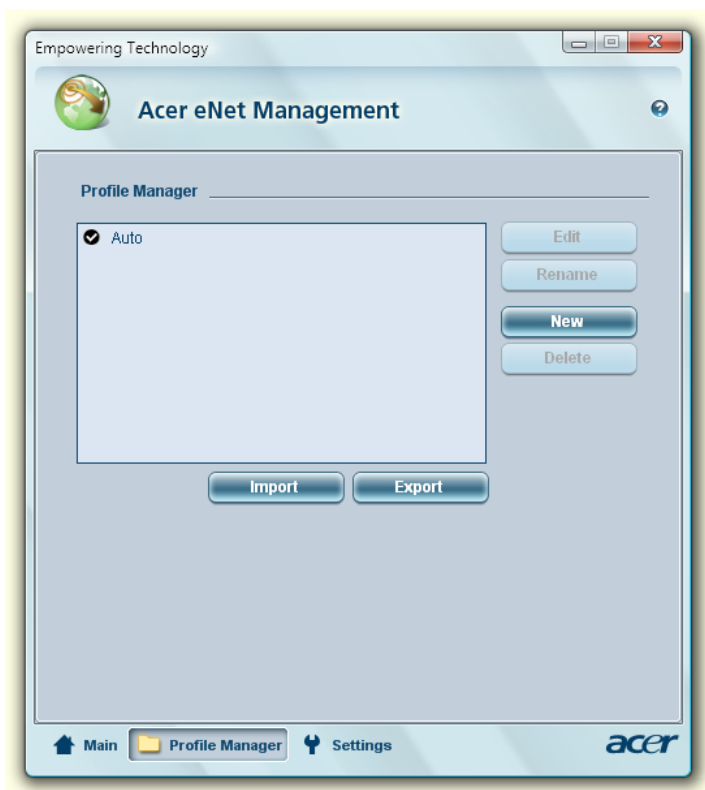 Empowering Technology
Acer eNet Management
Profile Manager
Auto
Edit
Rename
New
Delete
Import Export
Main Profile Manager Settings acer